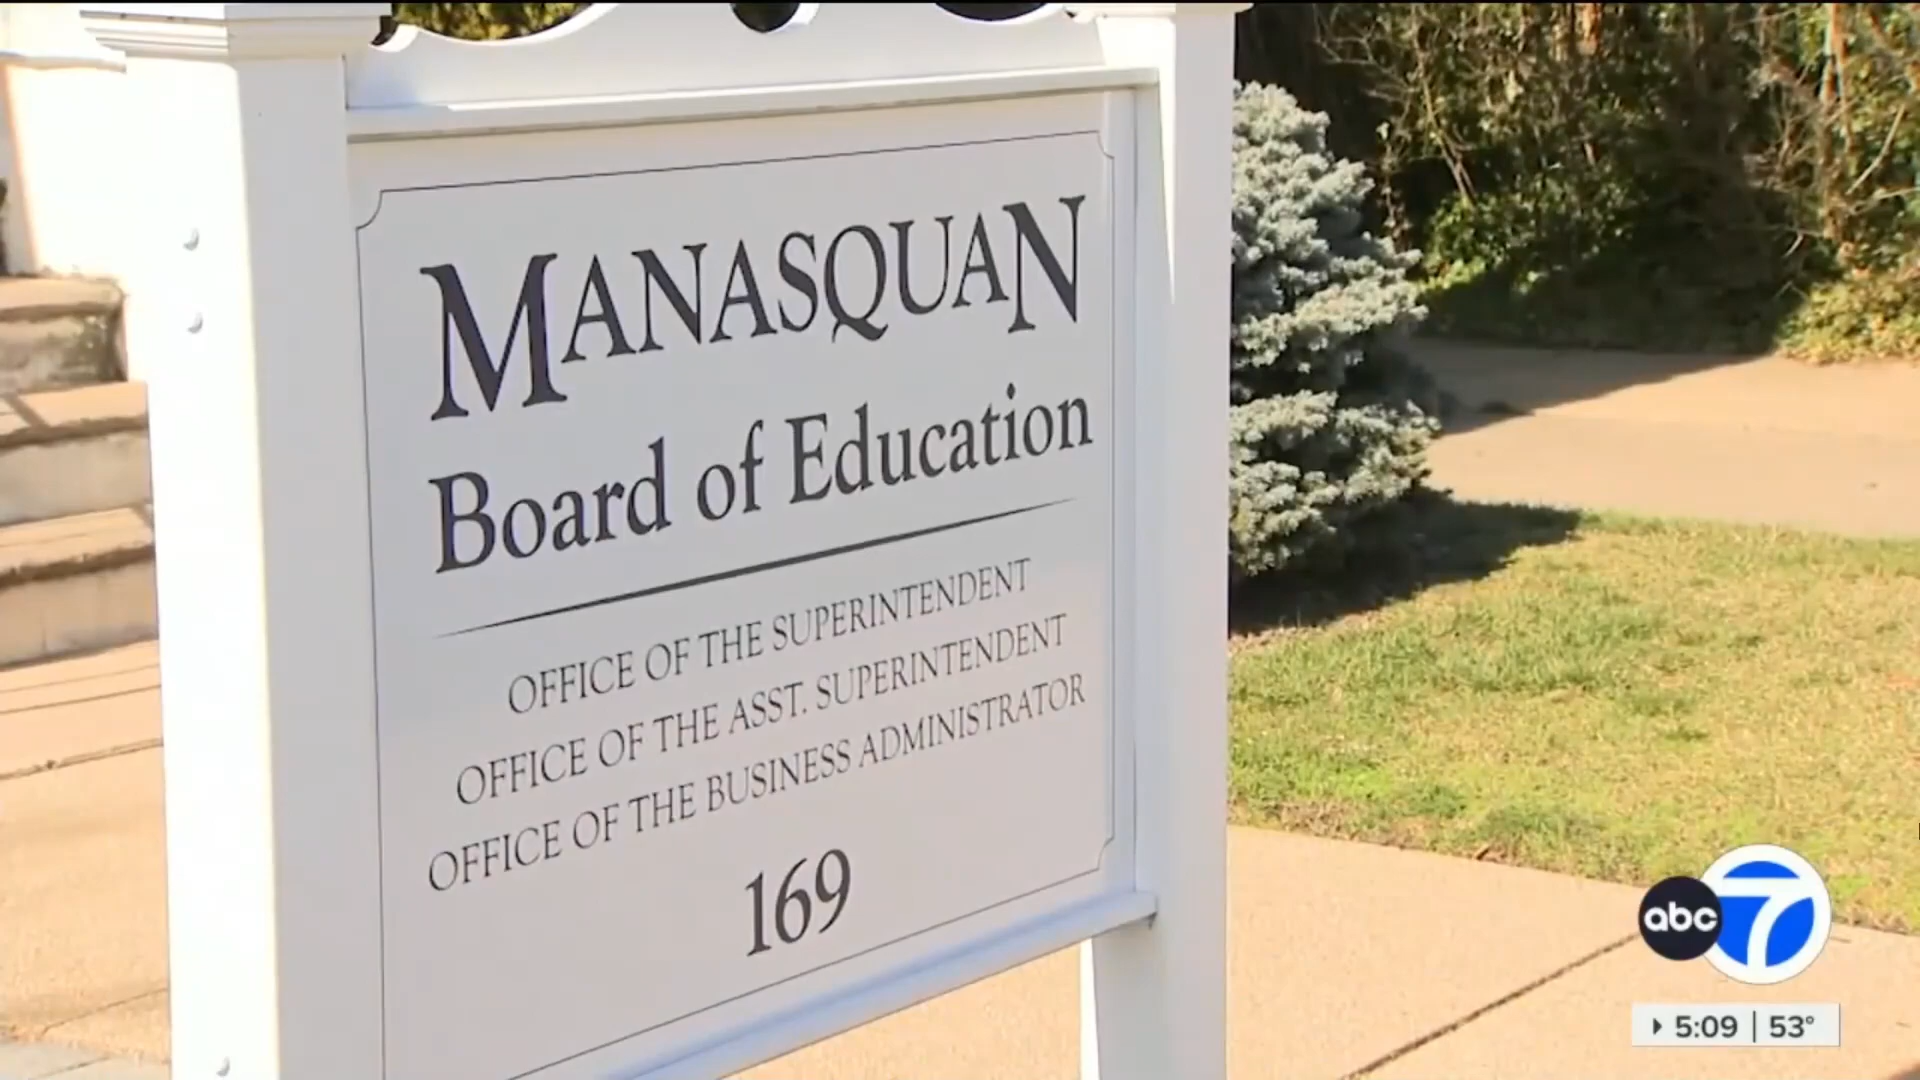 MANASQUAN
Board of Education
OFFICE OF THE SUPERINTENDENT
OFFICE OF THE ASST. SUPERINTENDENT
OFFICE OF THE BUSINESS ADMINISTRATOR
169
abc 7
5:09 | 53°